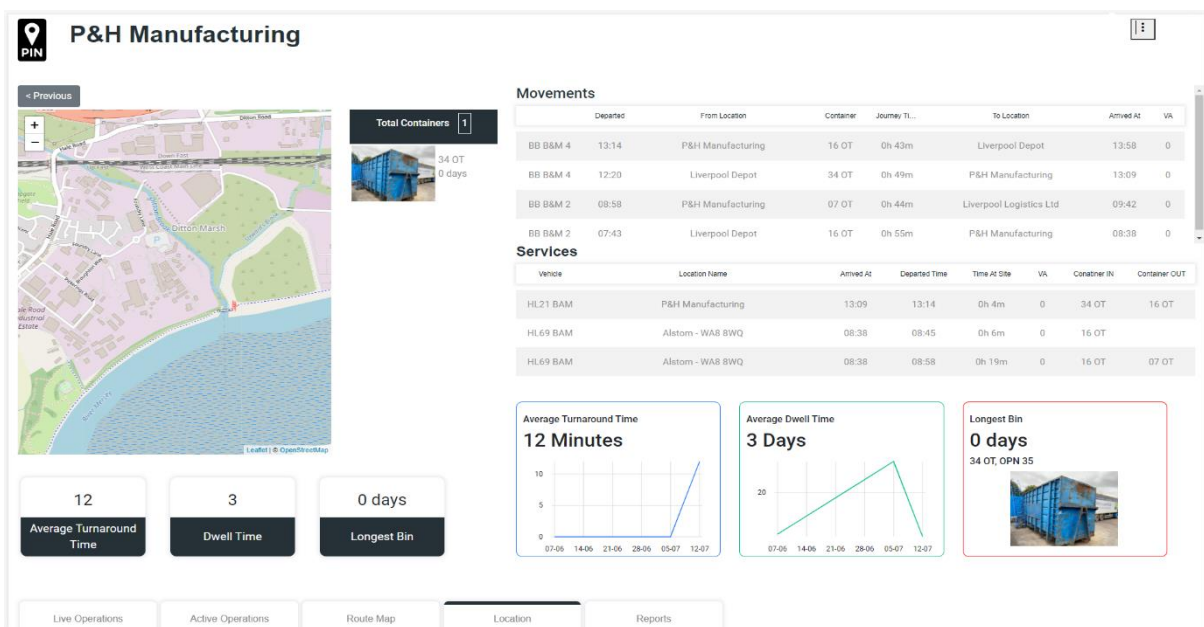 PIN
P&H Manufacturing
< Previous
+
−
Ditton Road
Hale Road
Down Fast
West Coast Main Line
Ditton Marsh
P
Leaflet | © OpenStreetMap
Total Containers 1
34 OT
0 days
Movements
Departed From Location Container Journey Ti... To Location Arrived At VA
BB B&M 4 13:14 P&H Manufacturing 16 OT 0h 43m Liverpool Depot 13:58 0
BB B&M 4 12:20 Liverpool Depot 34 OT 0h 49m P&H Manufacturing 13:09 0
BB B&M 2 08:58 P&H Manufacturing 07 OT 0h 44m Liverpool Logistics Ltd 09:42 0
BB B&M 2 07:43 Liverpool Depot 16 OT 0h 55m P&H Manufacturing 08:38 0
Services
Vehicle Location Name Arrived At Departed Time Time At Site VA Conatiner IN Container OUT
HL21 BAM P&H Manufacturing 13:09 13:14 0h 4m 0 34 OT 16 OT
HL69 BAM Alstom - WA8 8WQ 08:38 08:45 0h 6m 0 16 OT
HL69 BAM Alstom - WA8 8WQ 08:38 08:58 0h 19m 0 16 OT 07 OT
12
Average Turnaround
Time
3
Dwell Time
0 days
Longest Bin
Average Turnaround Time
12 Minutes
10
5
0
07-06 14-06 21-06 28-06 05-07 12-07
Average Dwell Time
3 Days
20
07-06 14-06 21-06 28-06 05-07 12-07
Longest Bin
0 days
34 OT, OPN 35
Live Operations Active Operations Route Map Location Reports